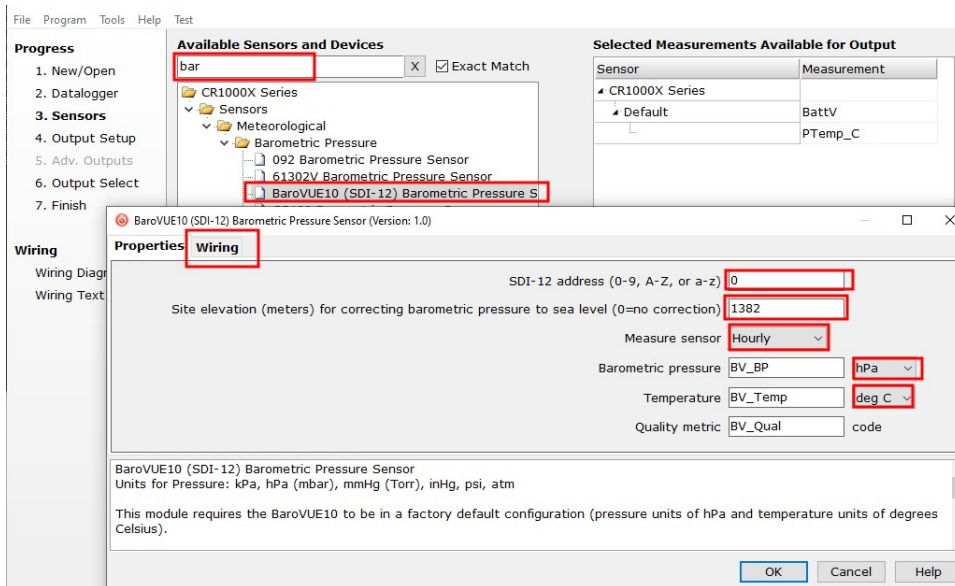 File Program Tools Help Test
Progress
1. New/Open
2. Datalogger
3. Sensors
4. Output Setup
5. Adv. Outputs
6. Output Select
7. Finish
Wiring
Wiring Diagr
Wiring Text
Available Sensors and Devices
bar X Exact Match
CR1000X Series
Sensors
Meteorological
Barometric Pressure
092 Barometric Pressure Sensor
61302V Barometric Pressure Sensor
BaroVUE10 (SDI-12) Barometric Pressure S
Selected Measurements Available for Output
Sensor Measurement
CR1000X Series
Default BattV
PTemp_C
BaroVUE10 (SDI-12) Barometric Pressure Sensor (Version: 1.0)
Properties Wiring
SDI-12 address (0-9, A-Z, or a-z) 0
Site elevation (meters) for correcting barometric pressure to sea level (0=no correction) 1382
Measure sensor Hourly
Barometric pressure BV_BP hPa
Temperature BV_Temp deg C
Quality metric BV_Qual code
BaroVUE10 (SDI-12) Barometric Pressure Sensor
Units for Pressure: kPa, hPa (mbar), mmHg (Torr), inHg, psi, atm
This module requires the BaroVUE10 to be in a factory default configuration (pressure units of hPa and temperature units of degrees
Celsius).
OK Cancel Help